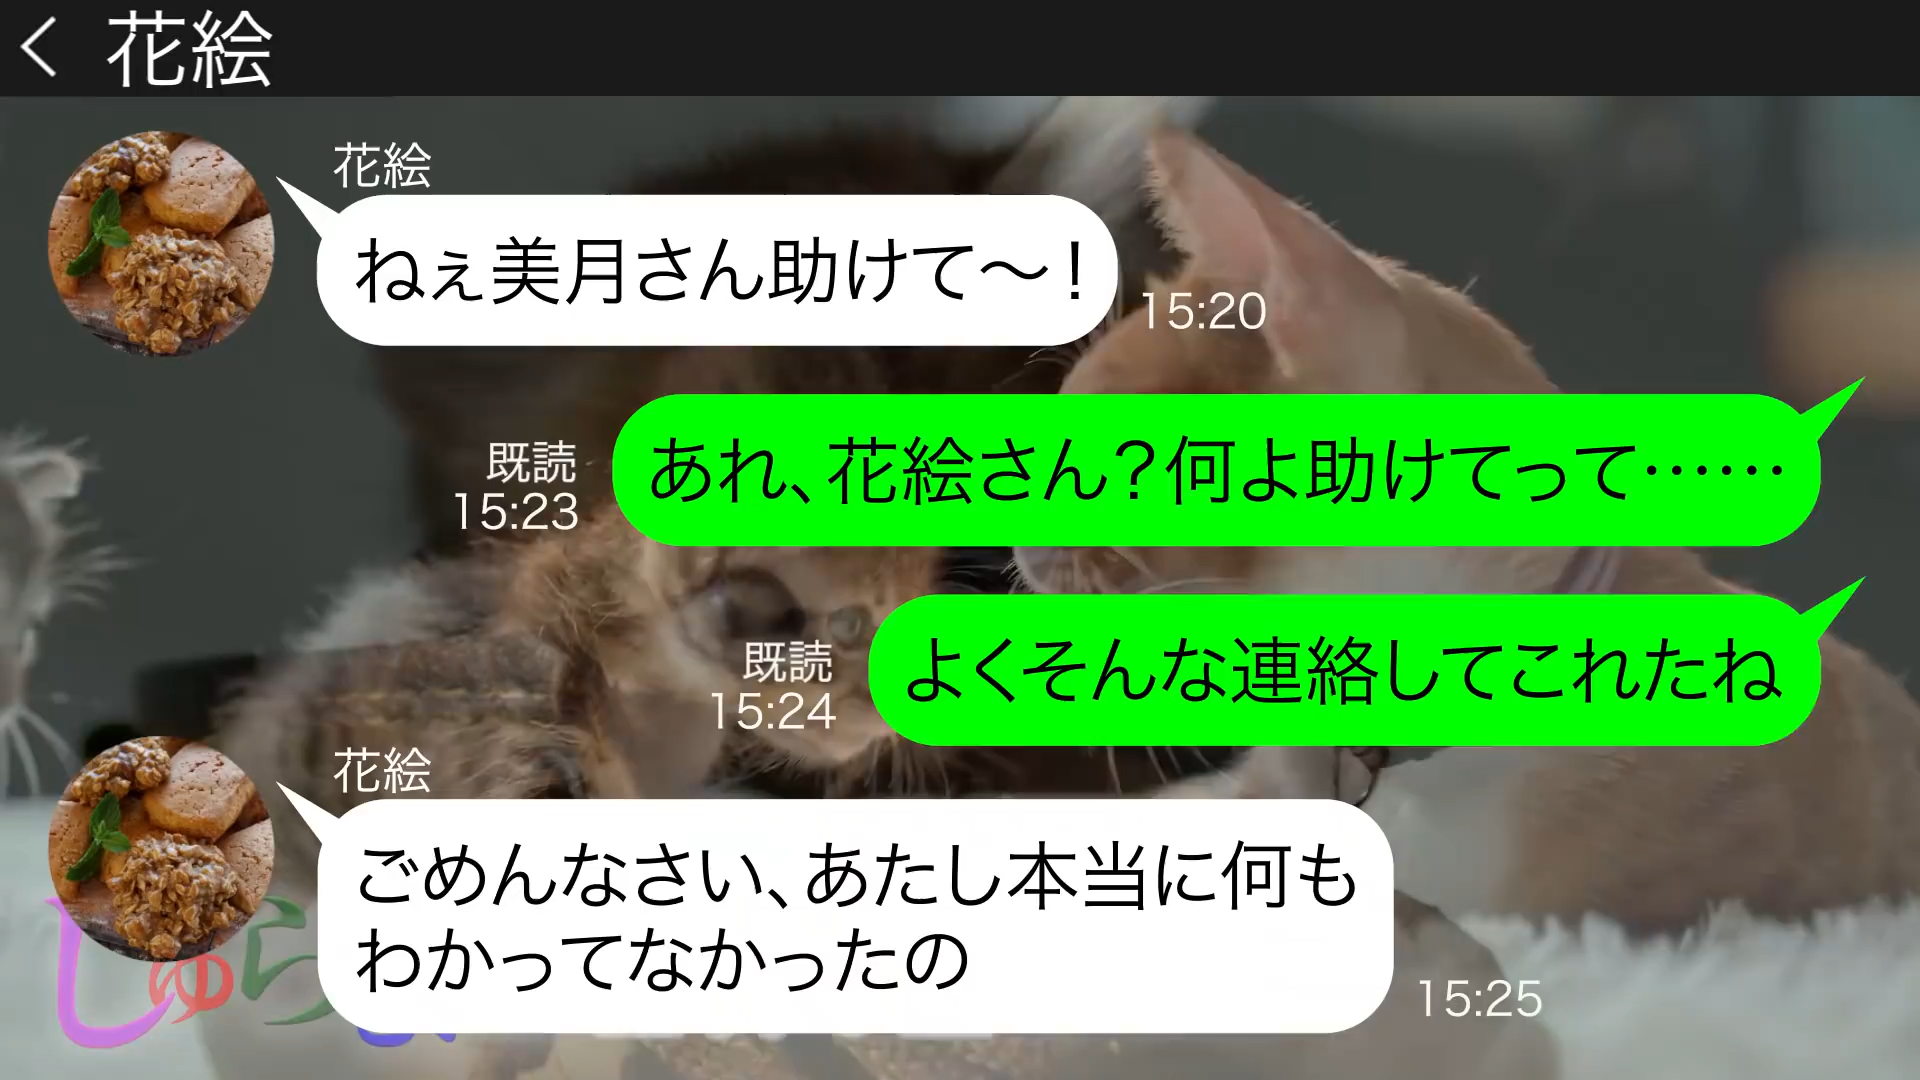 花絵
花絵
ねぇ美月さん助けて〜！
15:20
あれ、花絵さん？何よ助けてって……
既読
15:23
よくそんな連絡してこれたね
既読
15:24
花絵
ごめんなさい、あたし本当に何も
わかってなかったの
15:25
しゅら